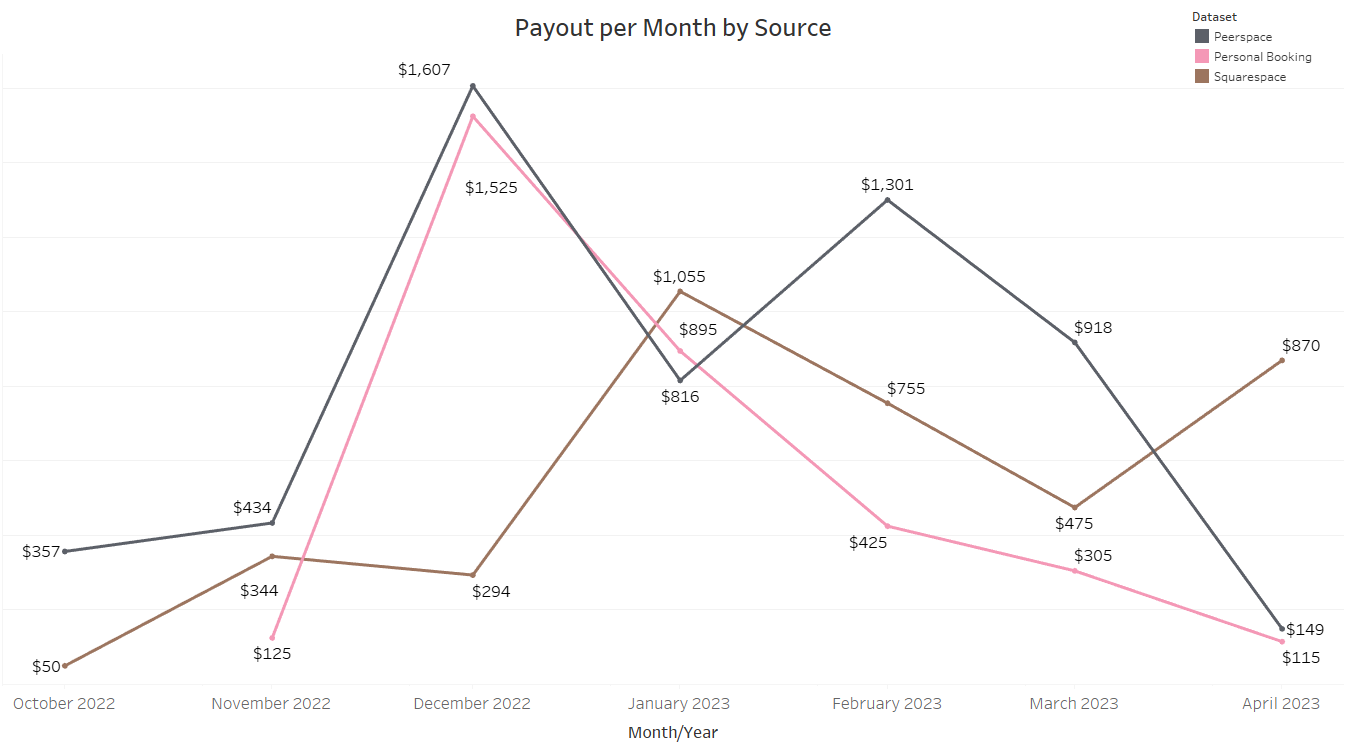 Payout per Month by Source
Dataset
Peerspace
Personal Booking
Squarespace
$1,607
$1,525
$1,301
$1,055
$895
$918
$870
$816
$755
$434
$357
$475
$425
$305
$344
$294
$125
$149
$115
$50
October 2022 November 2022 December 2022 January 2023 February 2023 March 2023 April 2023
Month/Year